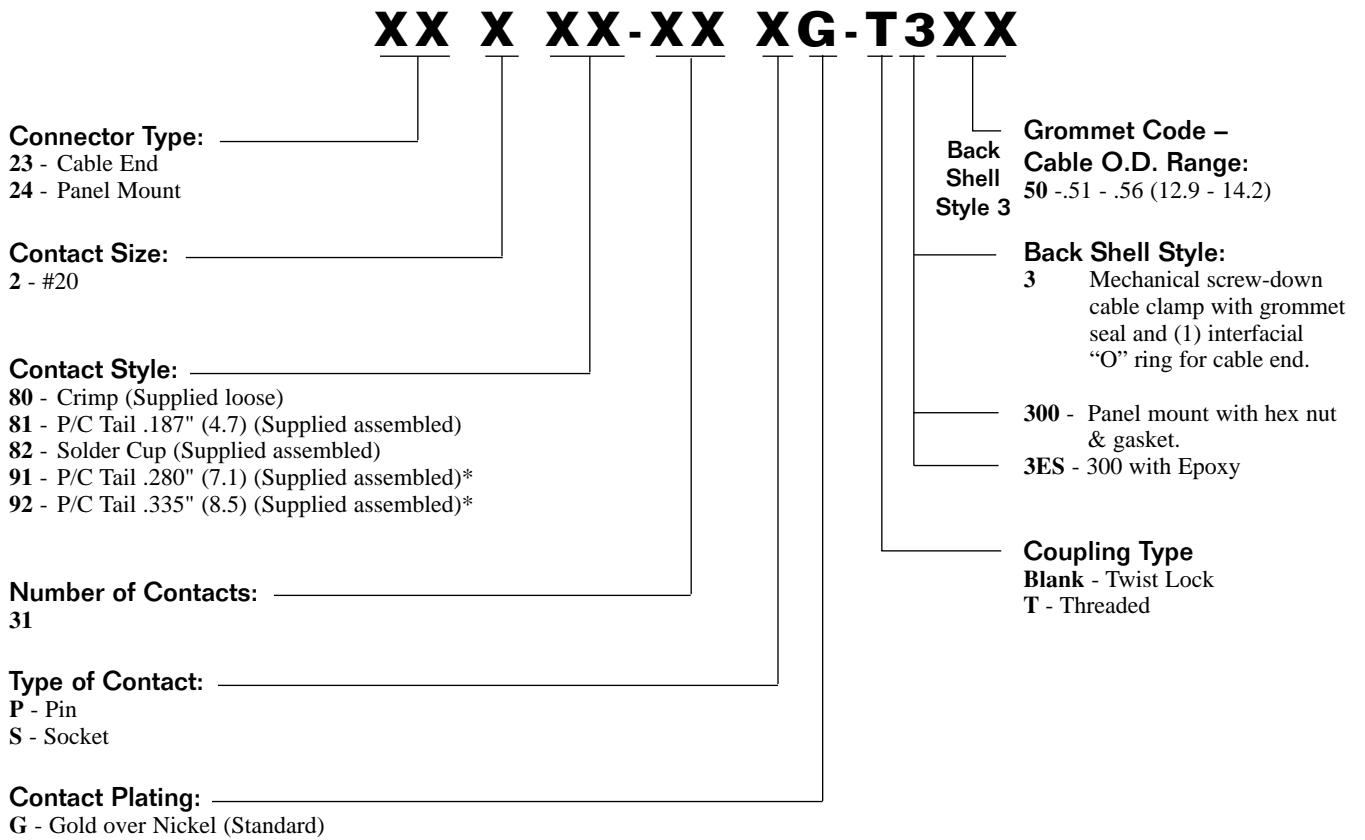 XX X XX-XX XG-T3XX
Connector Type:
23 - Cable End
24 - Panel Mount
Contact Size:
2 - #20
Contact Style:
80 - Crimp (Supplied loose)
81 - P/C Tail .187" (4.7) (Supplied assembled)
82 - Solder Cup (Supplied assembled)
91 - P/C Tail .280" (7.1) (Supplied assembled)*
92 - P/C Tail .335" (8.5) (Supplied assembled)*
Number of Contacts:
31
Type of Contact:
P - Pin
S - Socket
Contact Plating:
G - Gold over Nickel (Standard)
Back
Shell
Style 3
Grommet Code –
Cable O.D. Range:
50 -.51 - .56 (12.9 - 14.2)
Back Shell Style:
3 Mechanical screw-down
cable clamp with grommet
seal and (1) interfacial
“O” ring for cable end.
300 - Panel mount with hex nut
& gasket.
3ES - 300 with Epoxy
Coupling Type
Blank - Twist Lock
T - Threaded